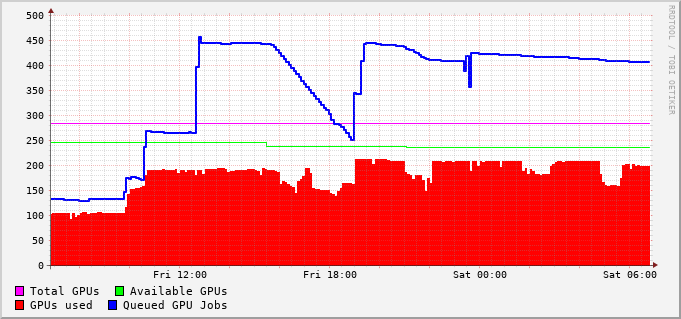 500
450
400
350
300
250
200
150
100
50
0
Fri 12:00 Fri 18:00 Sat 00:00 Sat 06:00
Total GPUs Available GPUs
GPUs used Queued GPU Jobs
RRDTOOL / TOBI OETIKER